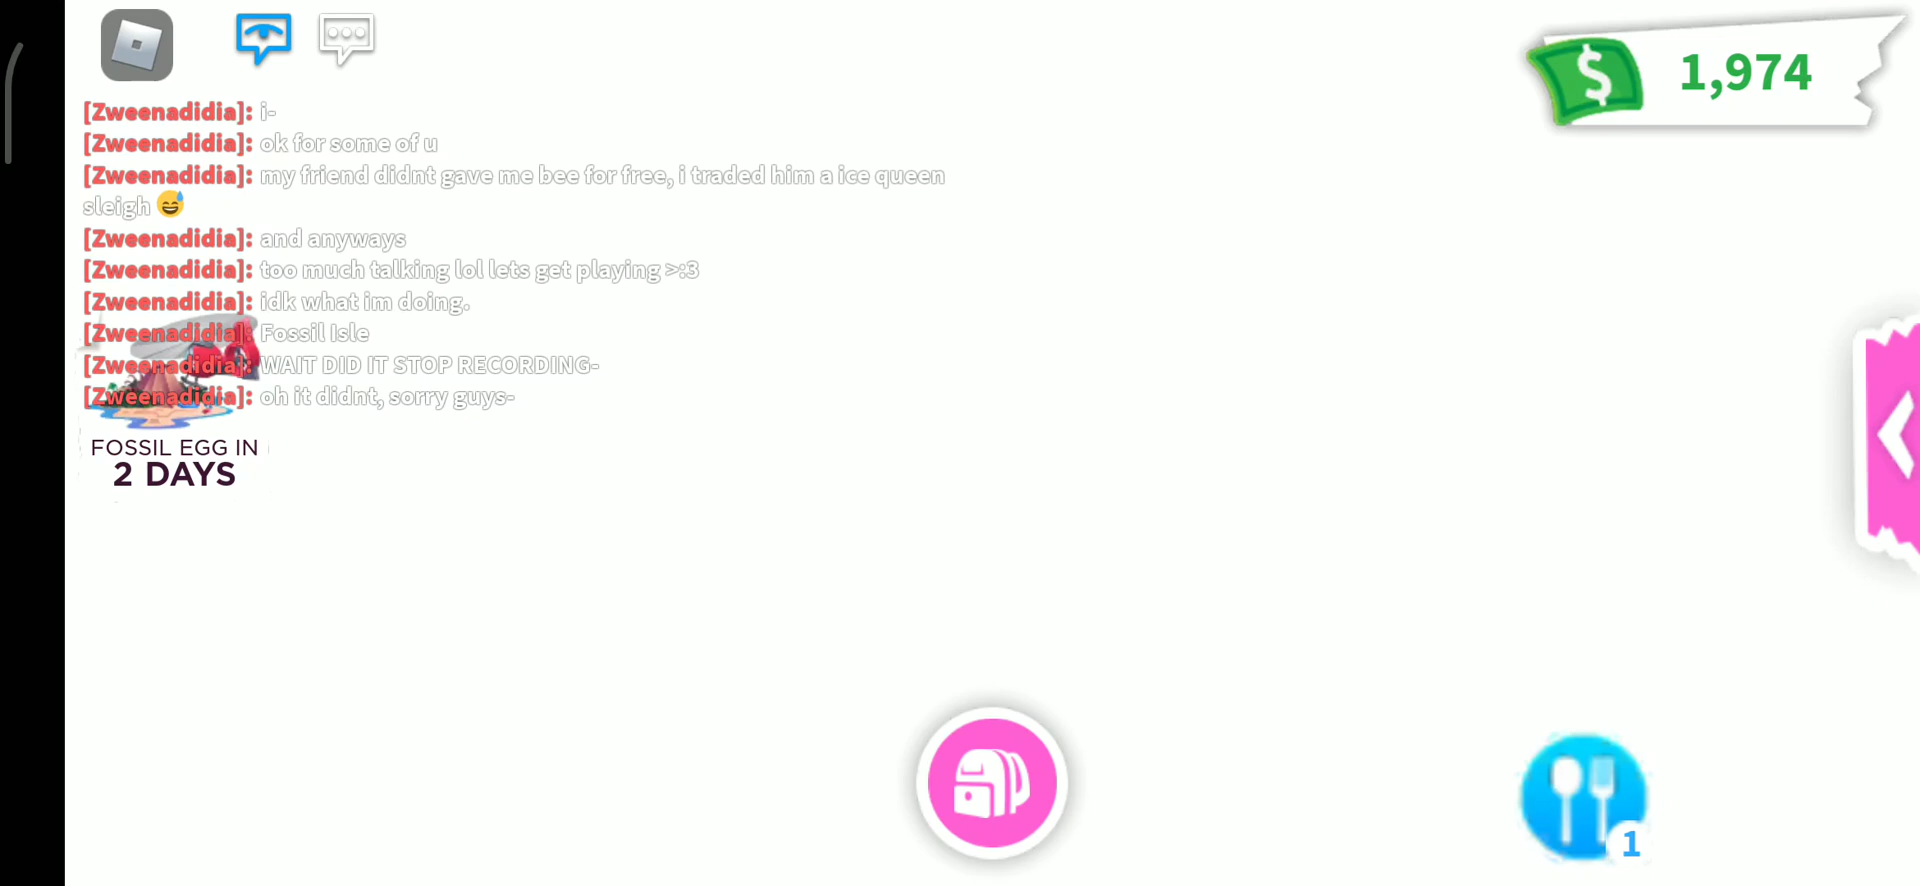 1,974
[Zweenadidia]: i-
[Zweenadidia]: ok for some of u
[Zweenadidia]: my friend didnt gave me bee for free, i traded him a ice queen
sleigh 😅
[Zweenadidia]: and anyways
[Zweenadidia]: too much talking lol lets get playing >:3
[Zweenadidia]: idk what im doing.
[Zweenadidia]: Fossil Isle
[Zweenadidia]: WAIT DID IT STOP RECORDING-
[Zweenadidia]: oh it didnt, sorry guys-
FOSSIL EGG IN
2 DAYS
1